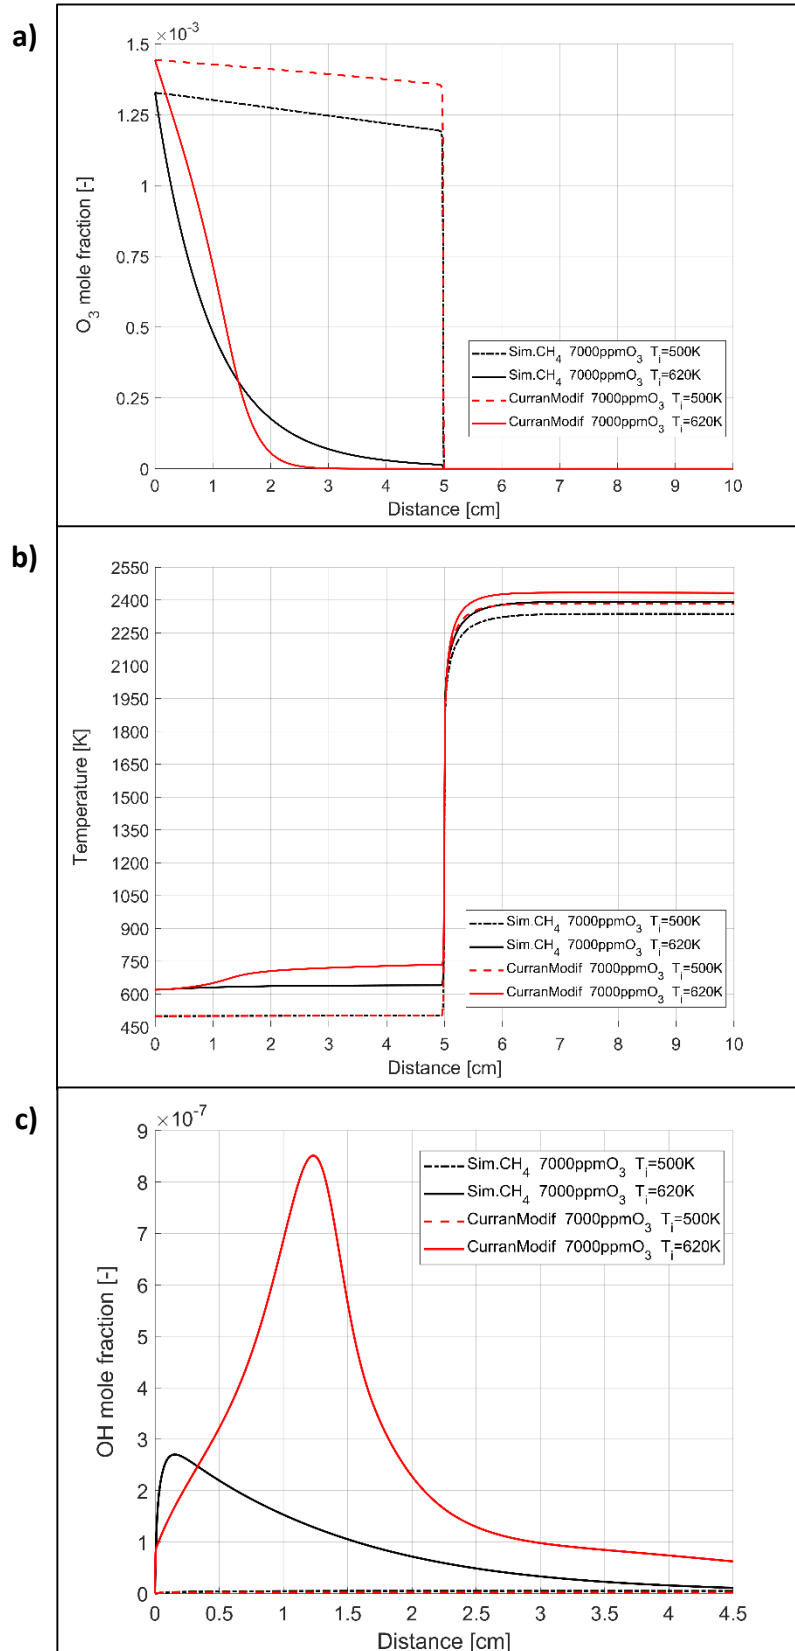 a)
×10⁻³
1.5
1.25
1
0.75
0.5
0.25
0
O₃ mole fraction [-]
Sim.CH₄ 7000ppmO₃ Tᵢ=500K
Sim.CH₄ 7000ppmO₃ Tᵢ=620K
CurranModif 7000ppmO₃ Tᵢ=500K
CurranModif 7000ppmO₃ Tᵢ=620K
0 1 2 3 4 5 6 7 8 9 10
Distance [cm]
b)
2550
2400
2250
2100
1950
1800
1650
1500
1350
1200
1050
900
750
600
450
Temperature [K]
Sim.CH₄ 7000ppmO₃ Tᵢ=500K
Sim.CH₄ 7000ppmO₃ Tᵢ=620K
CurranModif 7000ppmO₃ Tᵢ=500K
CurranModif 7000ppmO₃ Tᵢ=620K
0 1 2 3 4 5 6 7 8 9 10
Distance [cm]
c)
×10⁻⁷
9
8
7
6
5
4
3
2
1
0
OH mole fraction [-]
Sim.CH₄ 7000ppmO₃ Tᵢ=500K
Sim.CH₄ 7000ppmO₃ Tᵢ=620K
CurranModif 7000ppmO₃ Tᵢ=500K
CurranModif 7000ppmO₃ Tᵢ=620K
0 0.5 1 1.5 2 2.5 3 3.5 4 4.5
Distance [cm]